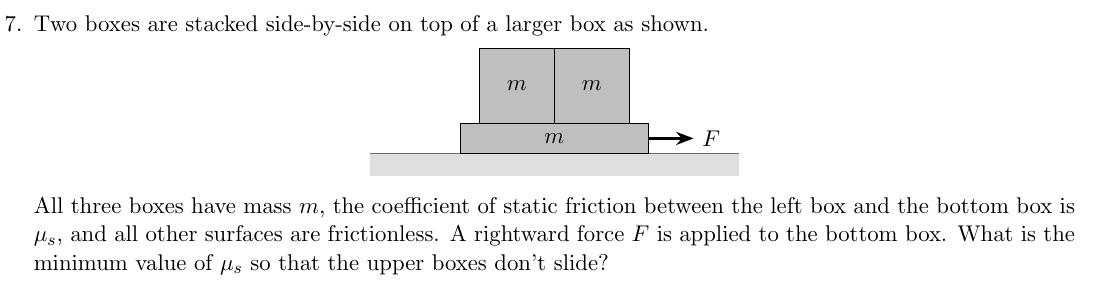 7. Two boxes are stacked side-by-side on top of a larger box as shown.
m m
m F
All three boxes have mass m, the coefficient of static friction between the left box and the bottom box is
μs, and all other surfaces are frictionless. A rightward force F is applied to the bottom box. What is the
minimum value of μs so that the upper boxes don't slide?